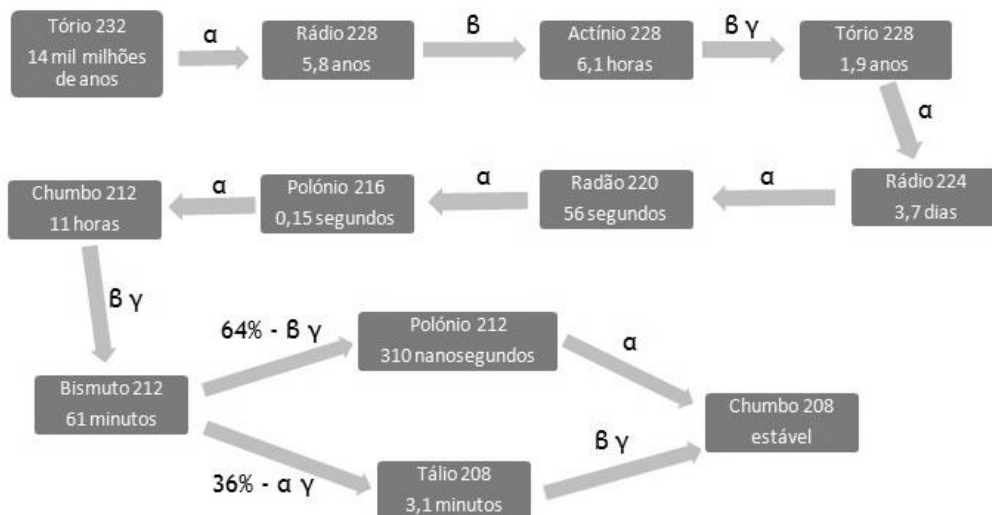 Tório 232
14 mil milhões
de anos
α
Rádio 228
5,8 anos
β
Actínio 228
6,1 horas
β γ
Tório 228
1,9 anos
α
Rádio 224
3,7 dias
α
Radão 220
56 segundos
α
Polónio 216
0,15 segundos
α
Chumbo 212
11 horas
β γ
Bismuto 212
61 minutos
64% - β γ
Polónio 212
310 nanosegundos
α
36% - α γ
Tálio 208
3,1 minutos
β γ
Chumbo 208
estável